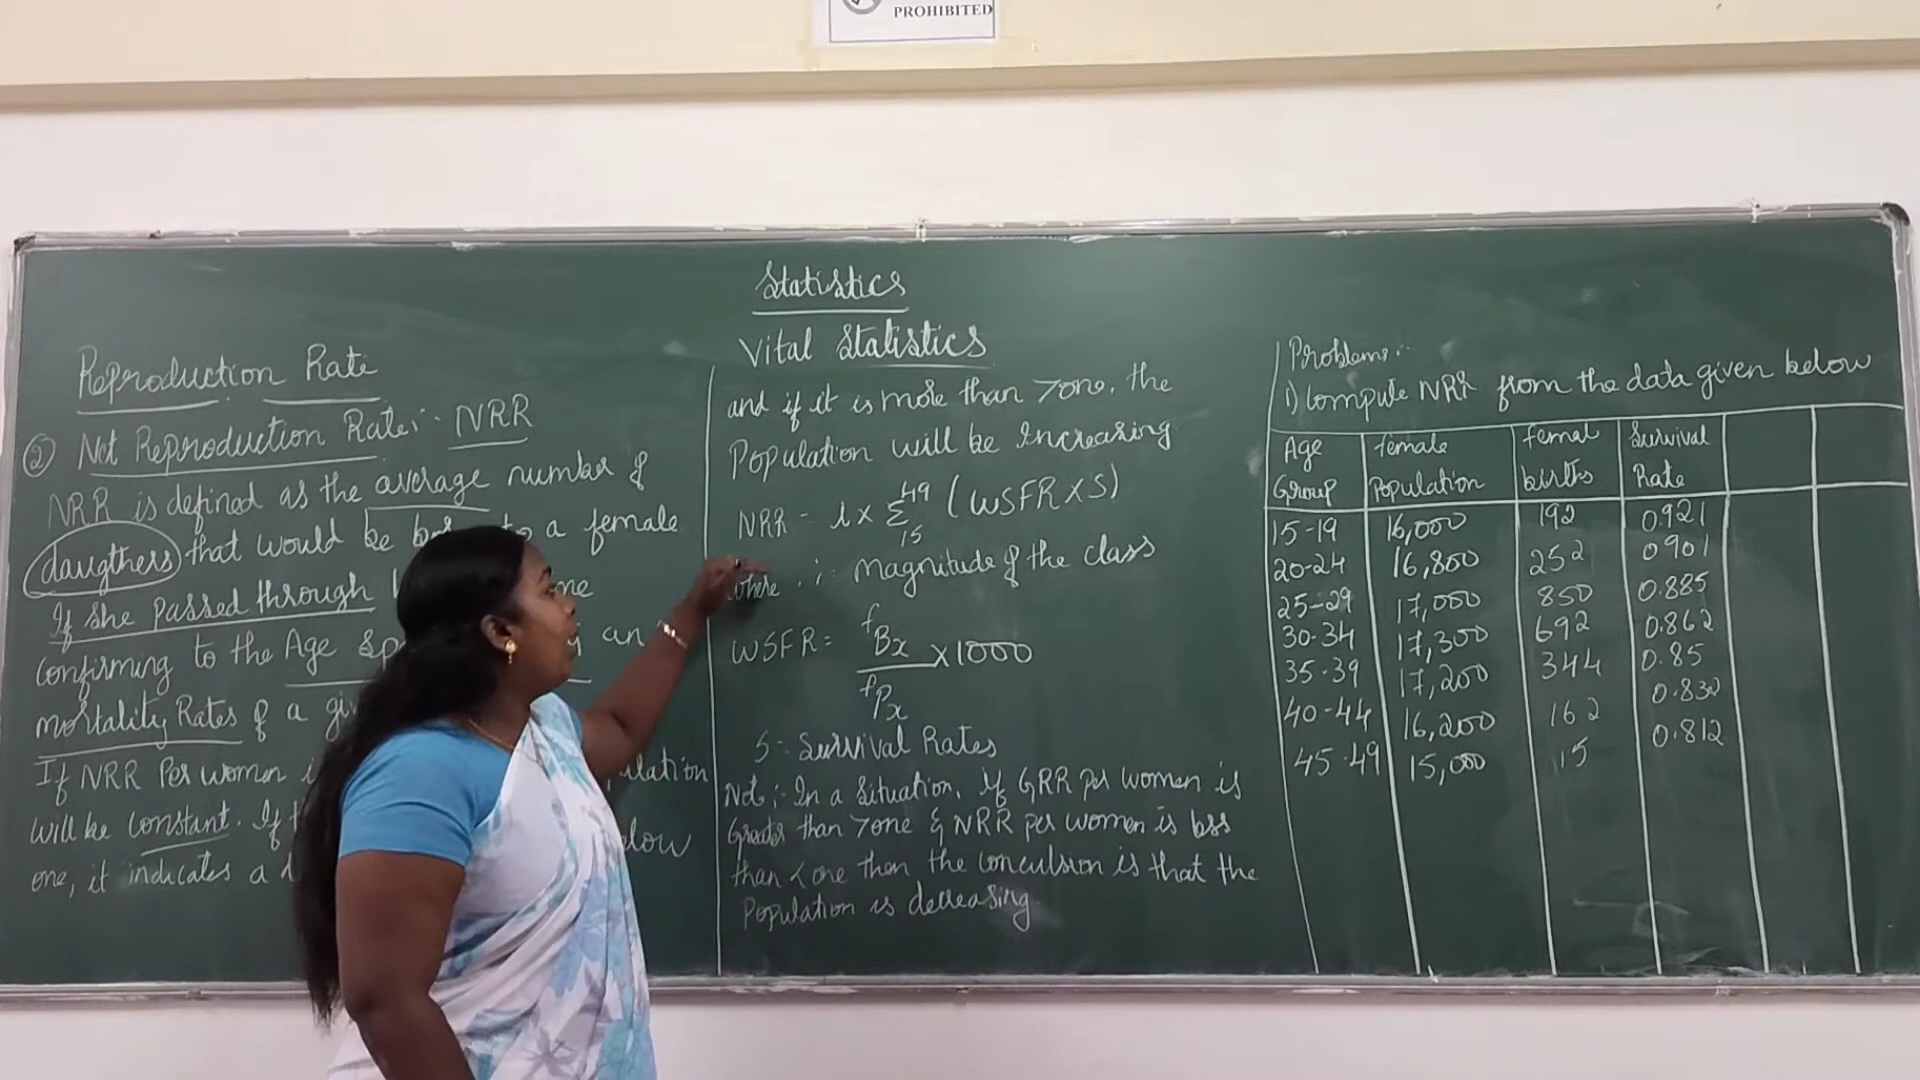 PROHIBITED
Statistics
Vital Statistics
Reproduction Rate
② Net Reproduction Rate:- NRR
NRR is defined as the average number of
daugthers that would be to a female
If she passed through
confirming to the Age an
mortality Rates of a
If NRR Per women
will be constant. If
one, it indicates a
and if it is more than >one, the
Population will be Increasing
NRR = i × Σ¹⁵₄₉ (WSFR × S)
where . i - magnitude of the class
WSFR = fBx / fPx × 1000
S - Survival Rates
Not :- In a Situation, if GRR per women is
Greater than >one & NRR per women is less
than <one then the conculsion is that the
Population is decreasing.
Problems:-
1) Compute NRR from the data given below
Age Group | female Population | femal births | Survival Rate
15-19 | 16,000 | 192 | 0.921
20-24 | 16,800 | 252 | 0.901
25-29 | 17,000 | 850 | 0.885
30-34 | 17,300 | 692 | 0.862
35-39 | 17,200 | 344 | 0.85
40-44 | 16,200 | 162 | 0.832
45-49 | 15,000 | 15 | 0.812